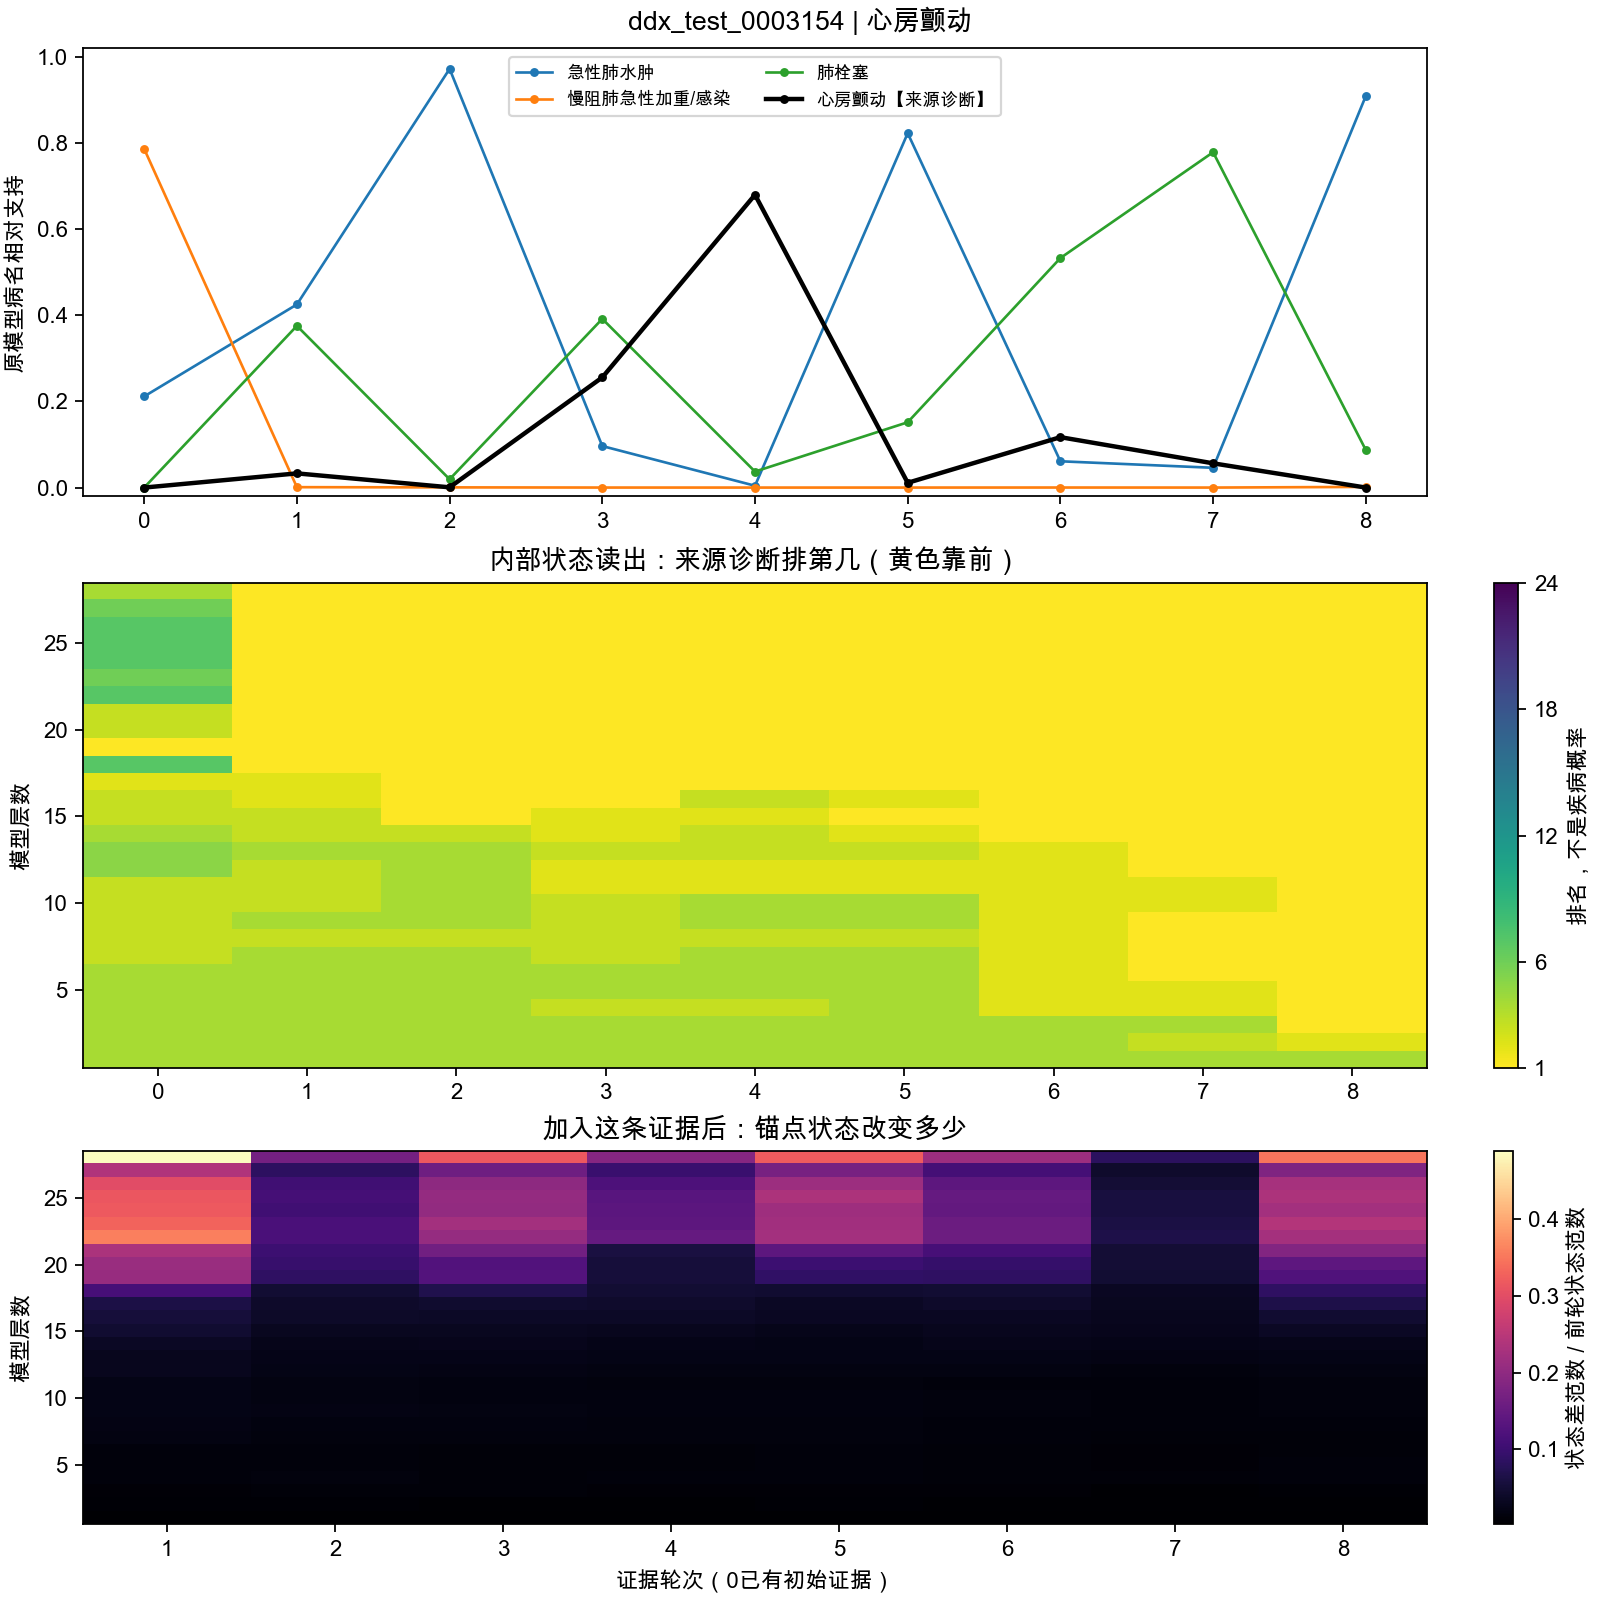 ddx_test_0003154 | 心房颤动
急性肺水肿
慢阻肺急性加重/感染
肺栓塞
心房颤动【来源诊断】
原模型病名相对支持
1.0
0.8
0.6
0.4
0.2
0.0
0 1 2 3 4 5 6 7 8
内部状态读出：来源诊断排第几（黄色靠前）
模型层数
25
20
15
10
5
0 1 2 3 4 5 6 7 8
24
18
12
6
1
排名，不是疾病概率
加入这条证据后：锚点状态改变多少
模型层数
25
20
15
10
5
1 2 3 4 5 6 7 8
证据轮次（0已有初始证据）
0.4
0.3
0.2
0.1
状态差范数 / 前轮状态范数